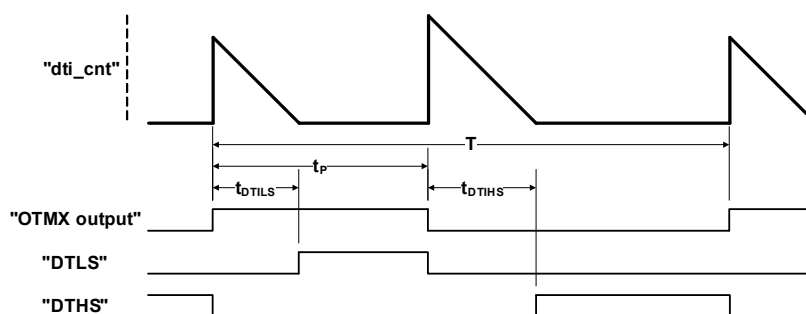 "dti_cnt"
T
tP
tDTILS
tDTIHS
"OTMX output"
"DTLS"
"DTHS"